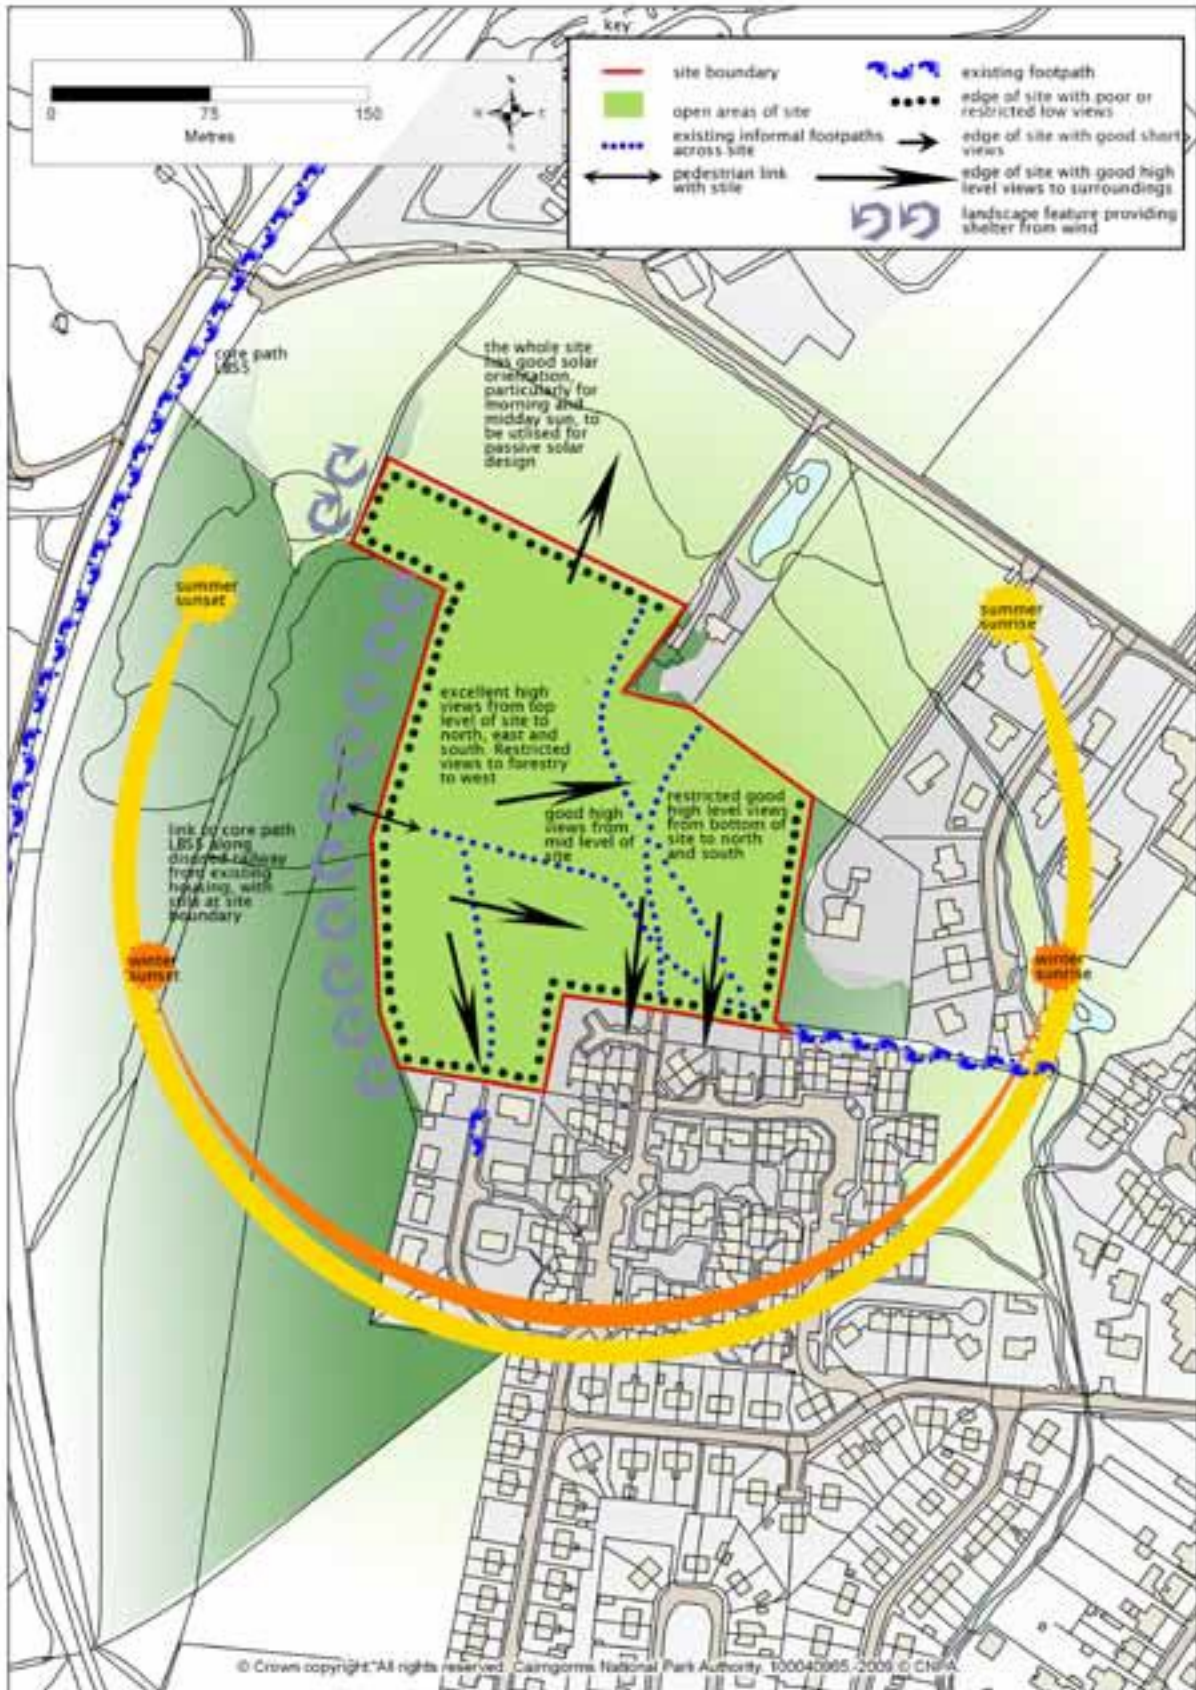 key
site boundary
open areas of site
existing informal footpaths
across site
pedestrian link
with stile
existing footpath
edge of site with poor or
restricted low views
edge of site with good short
views
edge of site with good high
level views to surroundings
landscape feature providing
shelter from wind
0 75 150
Metres
core path
LBS5
the whole site
has good solar
orientation,
particularly for
morning and
midday sun, to
be utilised for
passive solar
design
summer
sunset
summer
sunrise
excellent high
views from top
level of site to
north, east and
south. Restricted
views to forestry
to west
good high
views from
mid level of
site
restricted good
high level views
from bottom of
site to north
and south
link to core path
LBS5 along
disused railway
from existing
housing, with
stile at site
boundary
winter
sunset
winter
sunrise
© Crown copyright. All rights reserved. Cairngorms National Park Authority. 100040965. 2009 © CNPA.